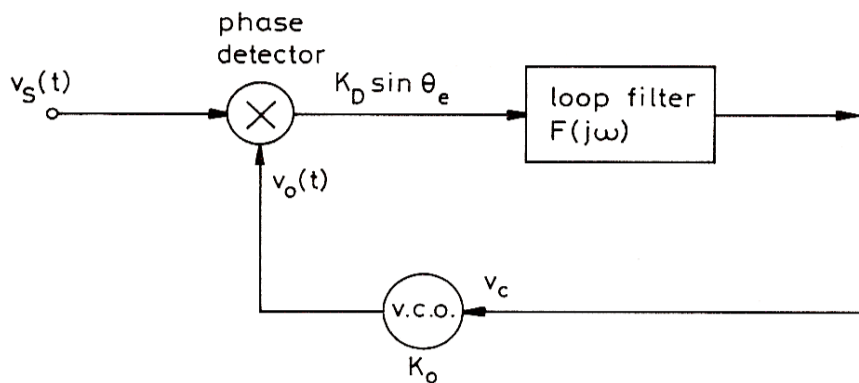 phase
detector
v_S(t)
K_D sin θ_e
loop filter
F(jω)
v_o(t)
v.c.o.
v_c
K_o